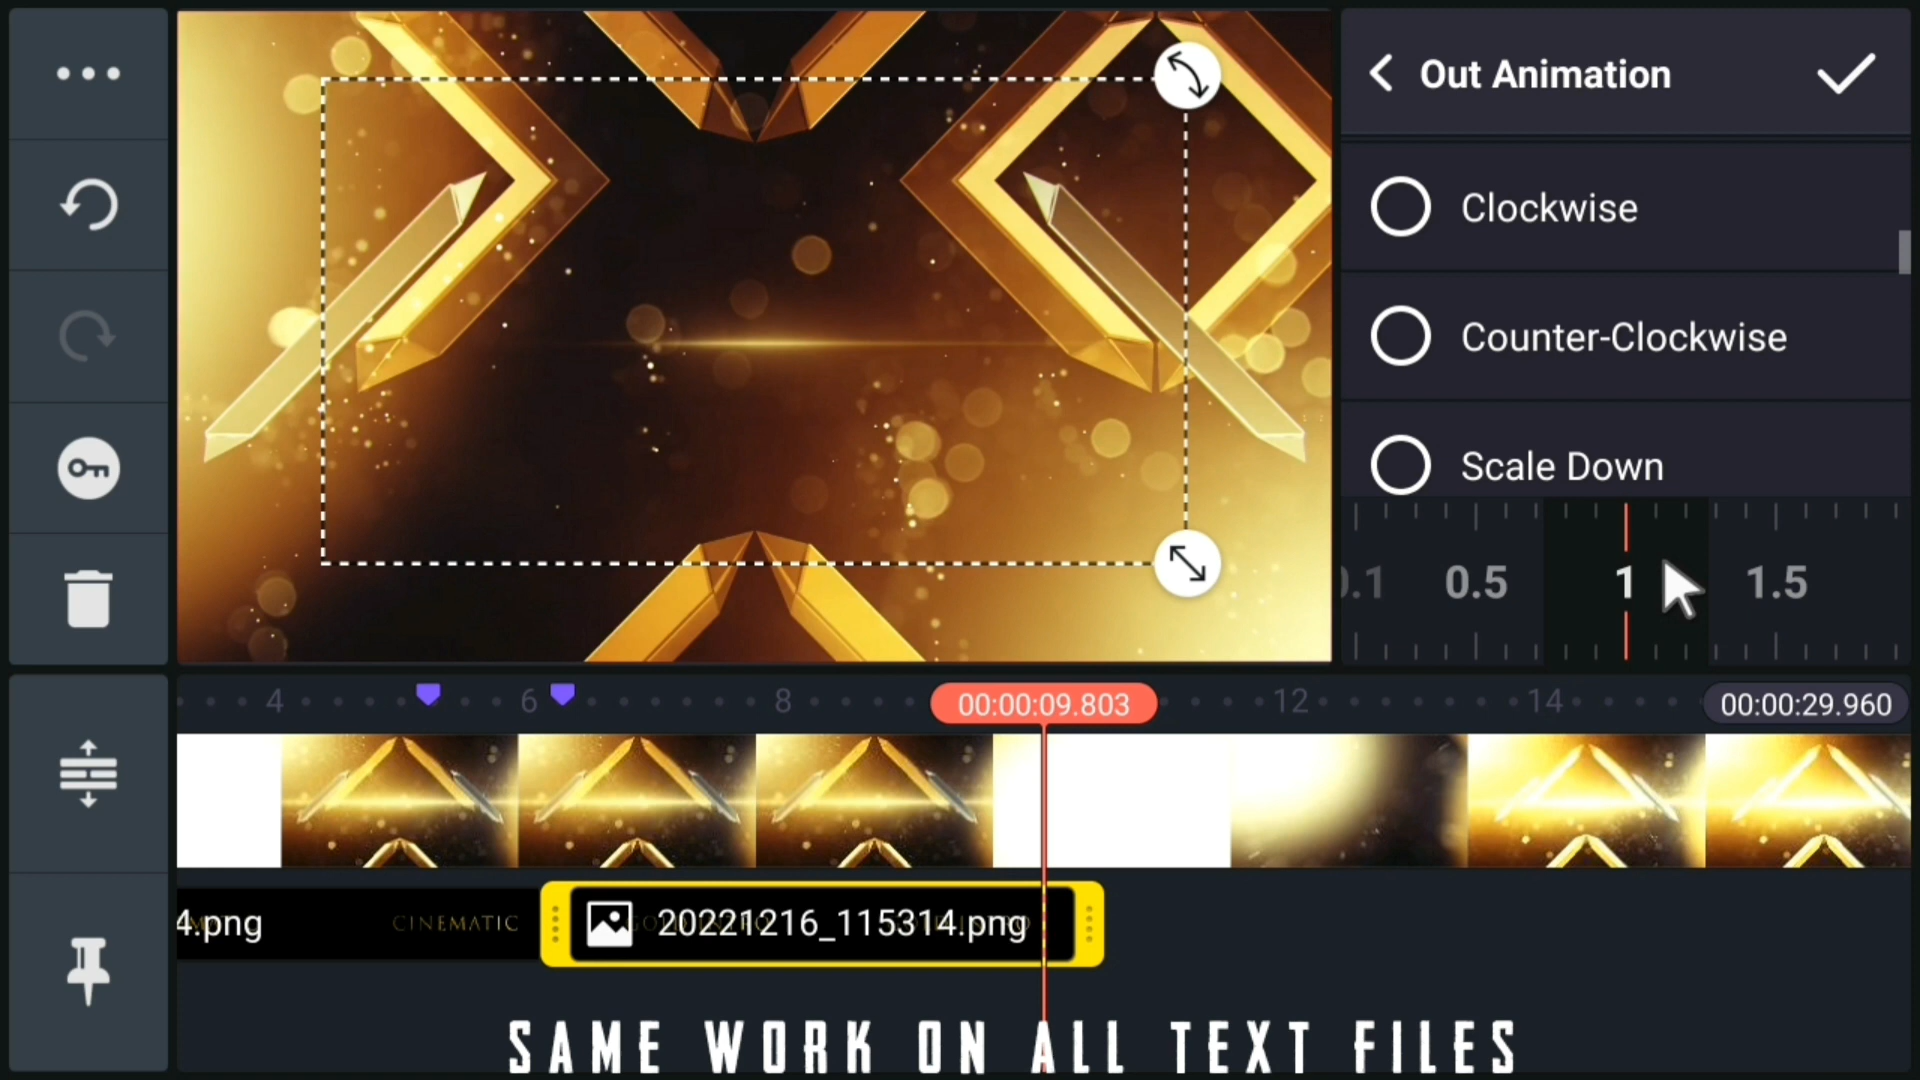 Out Animation
Clockwise
Counter-Clockwise
Scale Down
0.5 1 1.5
4 6 8 00:00:09.803 12 14 00:00:29.960
4.png CINEMATIC 20221216_115314.png
SAME WORK ON ALL TEXT FILES